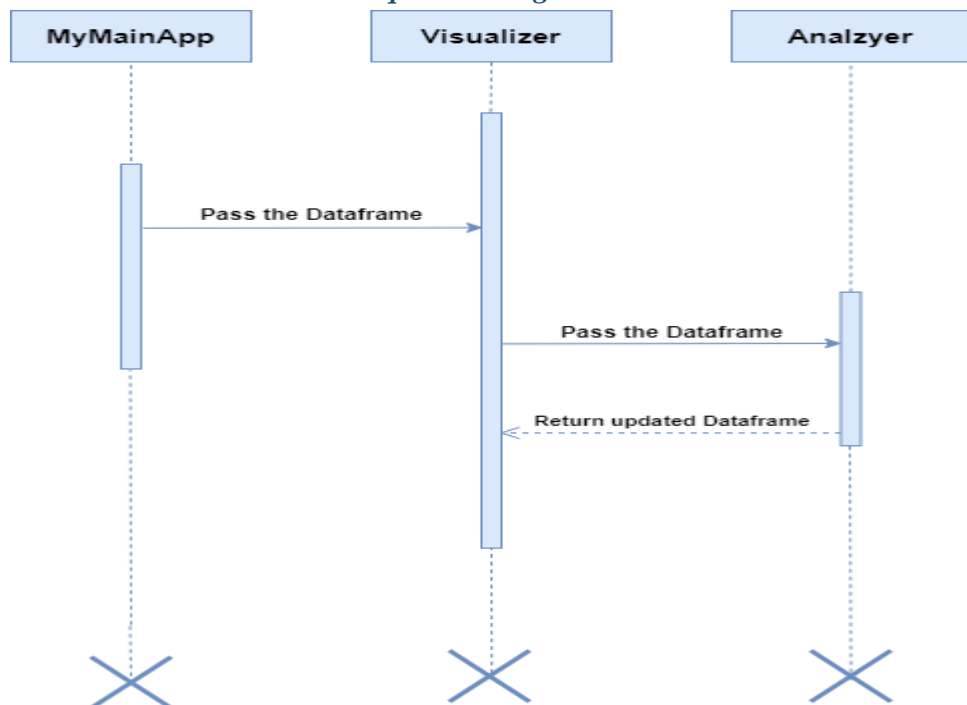 MyMainApp
Visualizer
Analzyer
Pass the Dataframe
Pass the Dataframe
Return updated Dataframe